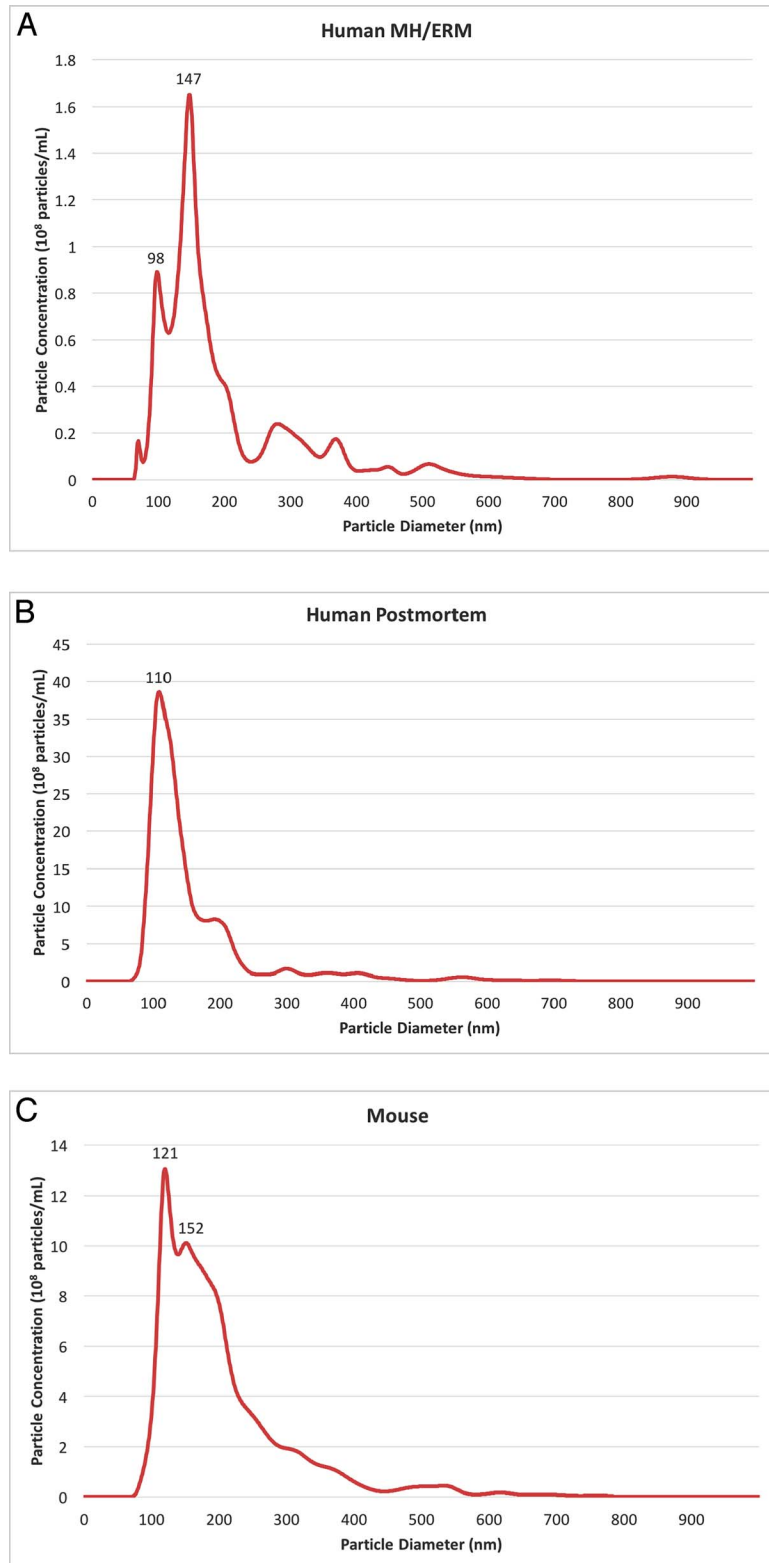 A
Human MH/ERM
Particle Concentration (10⁸ particles/mL)
1.8
1.6
1.4
1.2
1
0.8
0.6
0.4
0.2
0
147
98
0 100 200 300 400 500 600 700 800 900
Particle Diameter (nm)
B
Human Postmortem
Particle Concentration (10⁸ particles/mL)
45
40
35
30
25
20
15
10
5
0
110
0 100 200 300 400 500 600 700 800 900
Particle Diameter (nm)
C
Mouse
Particle Concentration (10⁸ particles/mL)
14
12
10
8
6
4
2
0
121
152
0 100 200 300 400 500 600 700 800 900
Particle Diameter (nm)